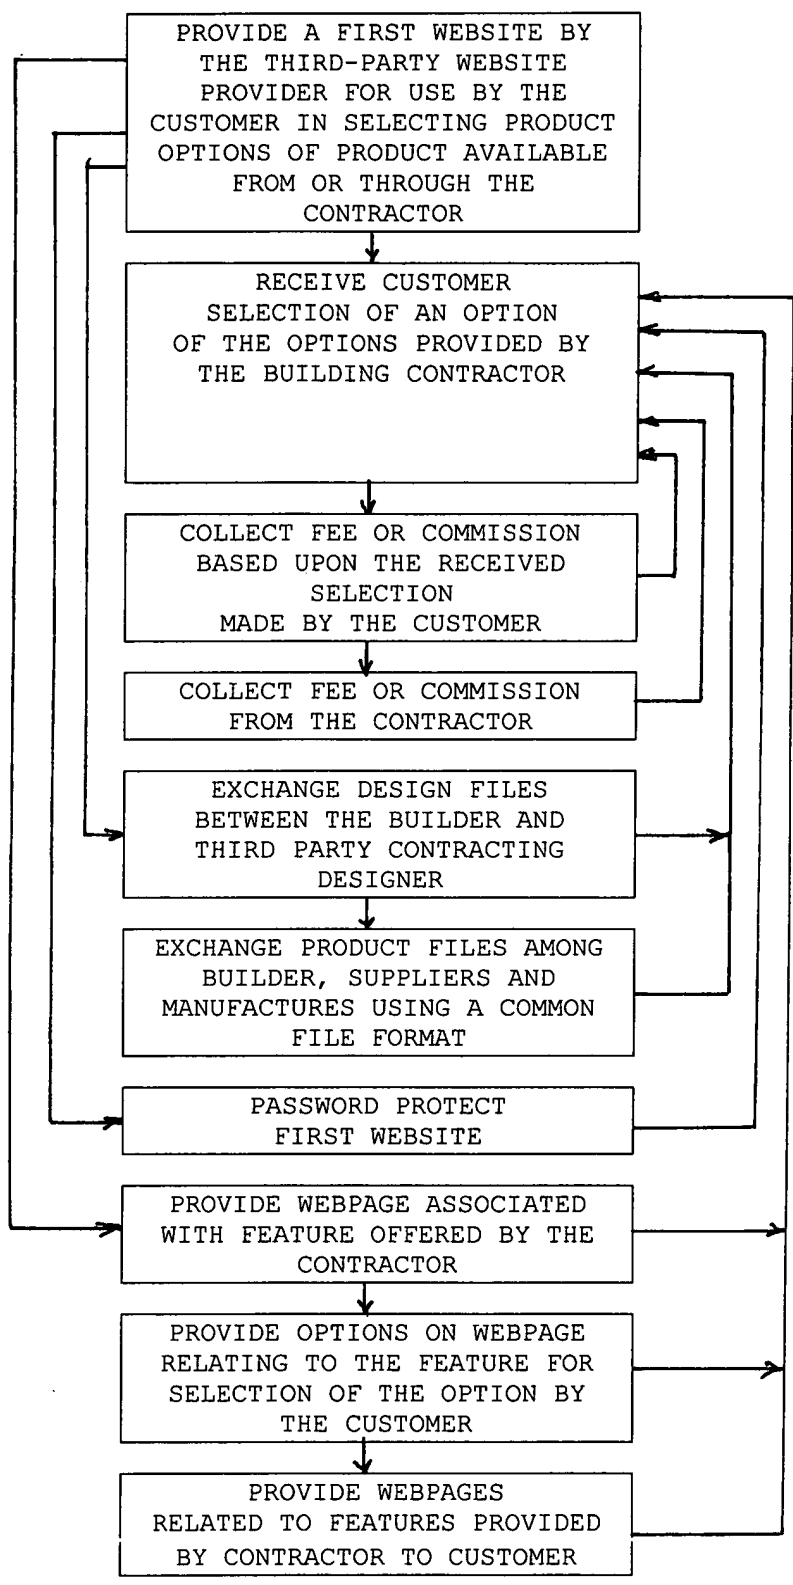 PROVIDE A FIRST WEBSITE BY
THE THIRD-PARTY WEBSITE
PROVIDER FOR USE BY THE
CUSTOMER IN SELECTING PRODUCT
OPTIONS OF PRODUCT AVAILABLE
FROM OR THROUGH THE
CONTRACTOR
RECEIVE CUSTOMER
SELECTION OF AN OPTION
OF THE OPTIONS PROVIDED BY
THE BUILDING CONTRACTOR
COLLECT FEE OR COMMISSION
BASED UPON THE RECEIVED
SELECTION
MADE BY THE CUSTOMER
COLLECT FEE OR COMMISSION
FROM THE CONTRACTOR
EXCHANGE DESIGN FILES
BETWEEN THE BUILDER AND
THIRD PARTY CONTRACTING
DESIGNER
EXCHANGE PRODUCT FILES AMONG
BUILDER, SUPPLIERS AND
MANUFACTURES USING A COMMON
FILE FORMAT
PASSWORD PROTECT
FIRST WEBSITE
PROVIDE WEBPAGE ASSOCIATED
WITH FEATURE OFFERED BY THE
CONTRACTOR
PROVIDE OPTIONS ON WEBPAGE
RELATING TO THE FEATURE FOR
SELECTION OF THE OPTION BY
THE CUSTOMER
PROVIDE WEBPAGES
RELATED TO FEATURES PROVIDED
BY CONTRACTOR TO CUSTOMER